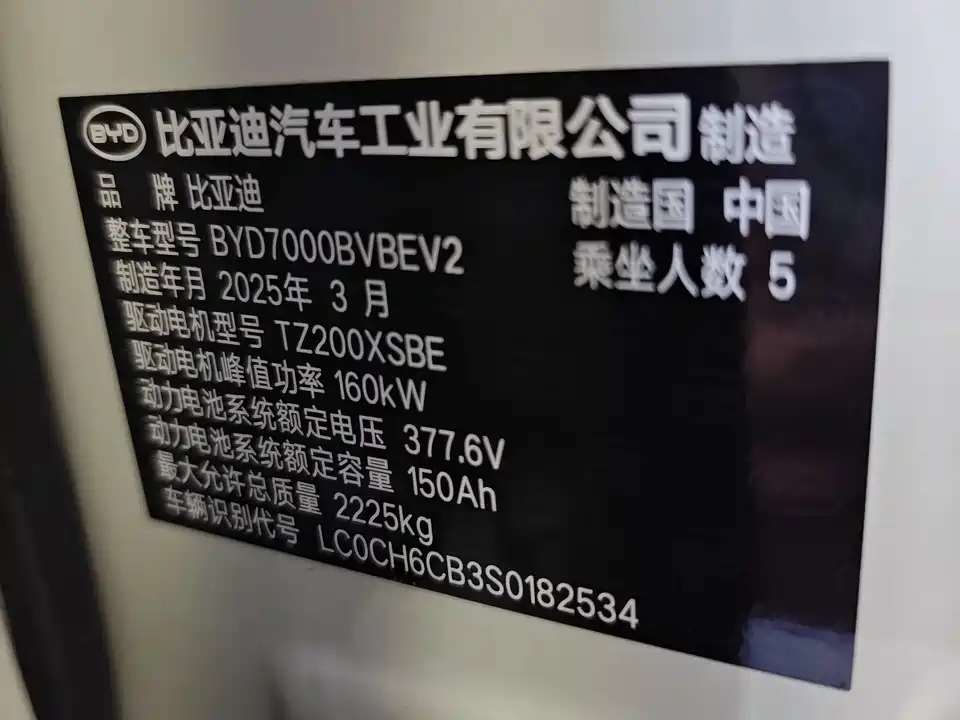 BYD 比亚迪汽车工业有限公司 制造
品 牌 比亚迪 制造国 中国
整车型号 BYD7000BVBEV2 乘坐人数 5
制造年月 2025年 3 月
驱动电机型号 TZ200XSBE
驱动电机峰值功率 160kW
动力电池系统额定电压 377.6V
动力电池系统额定容量 150Ah
最大允许总质量 2225kg
车辆识别代号 LC0CH6CB3S0182534